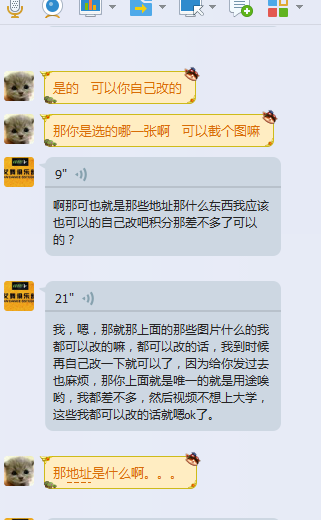 是的　可以你自己改的
那你是选的哪一张啊　可以截个图嘛
9"
啊那可也就是那些地址那什么东西我应该
也可以的自己改吧积分那差不多了可以
的？
21"
我，嗯，那就那上面的那些图片什么的我
都可以改的嘛，都可以改的话，我到时候
再自己改一下就可以了，因为给你发过去
也麻烦，那你上面就是唯一的就是用途唉
哟，我都差不多，然后视频不想上大学，
这些我都可以改的话就嗯ok了。
那地址是什么啊。。。